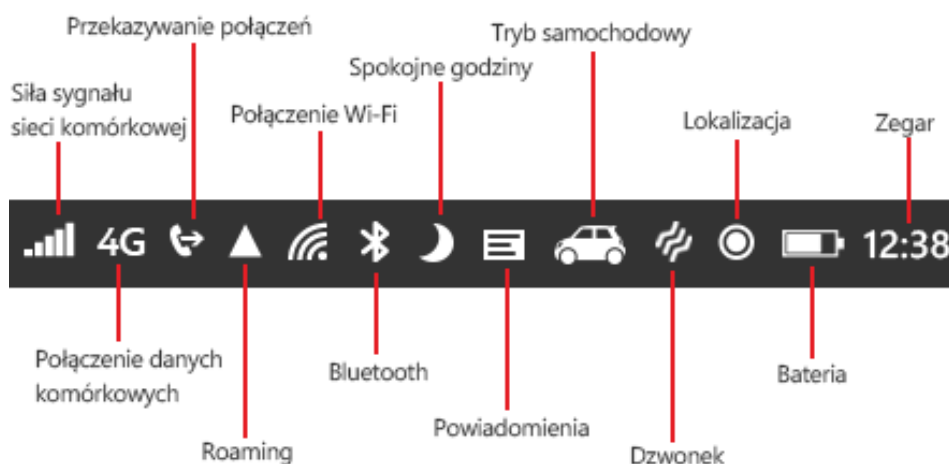 Przekazywanie połączeń
Tryb samochodowy
Spokojne godziny
Siła sygnału
sieci komórkowej
Połączenie Wi-Fi
Lokalizacja
Zegar
4G
12:38
Połączenie danych
komórkowych
Bluetooth
Bateria
Powiadomienia
Roaming
Dzwonek